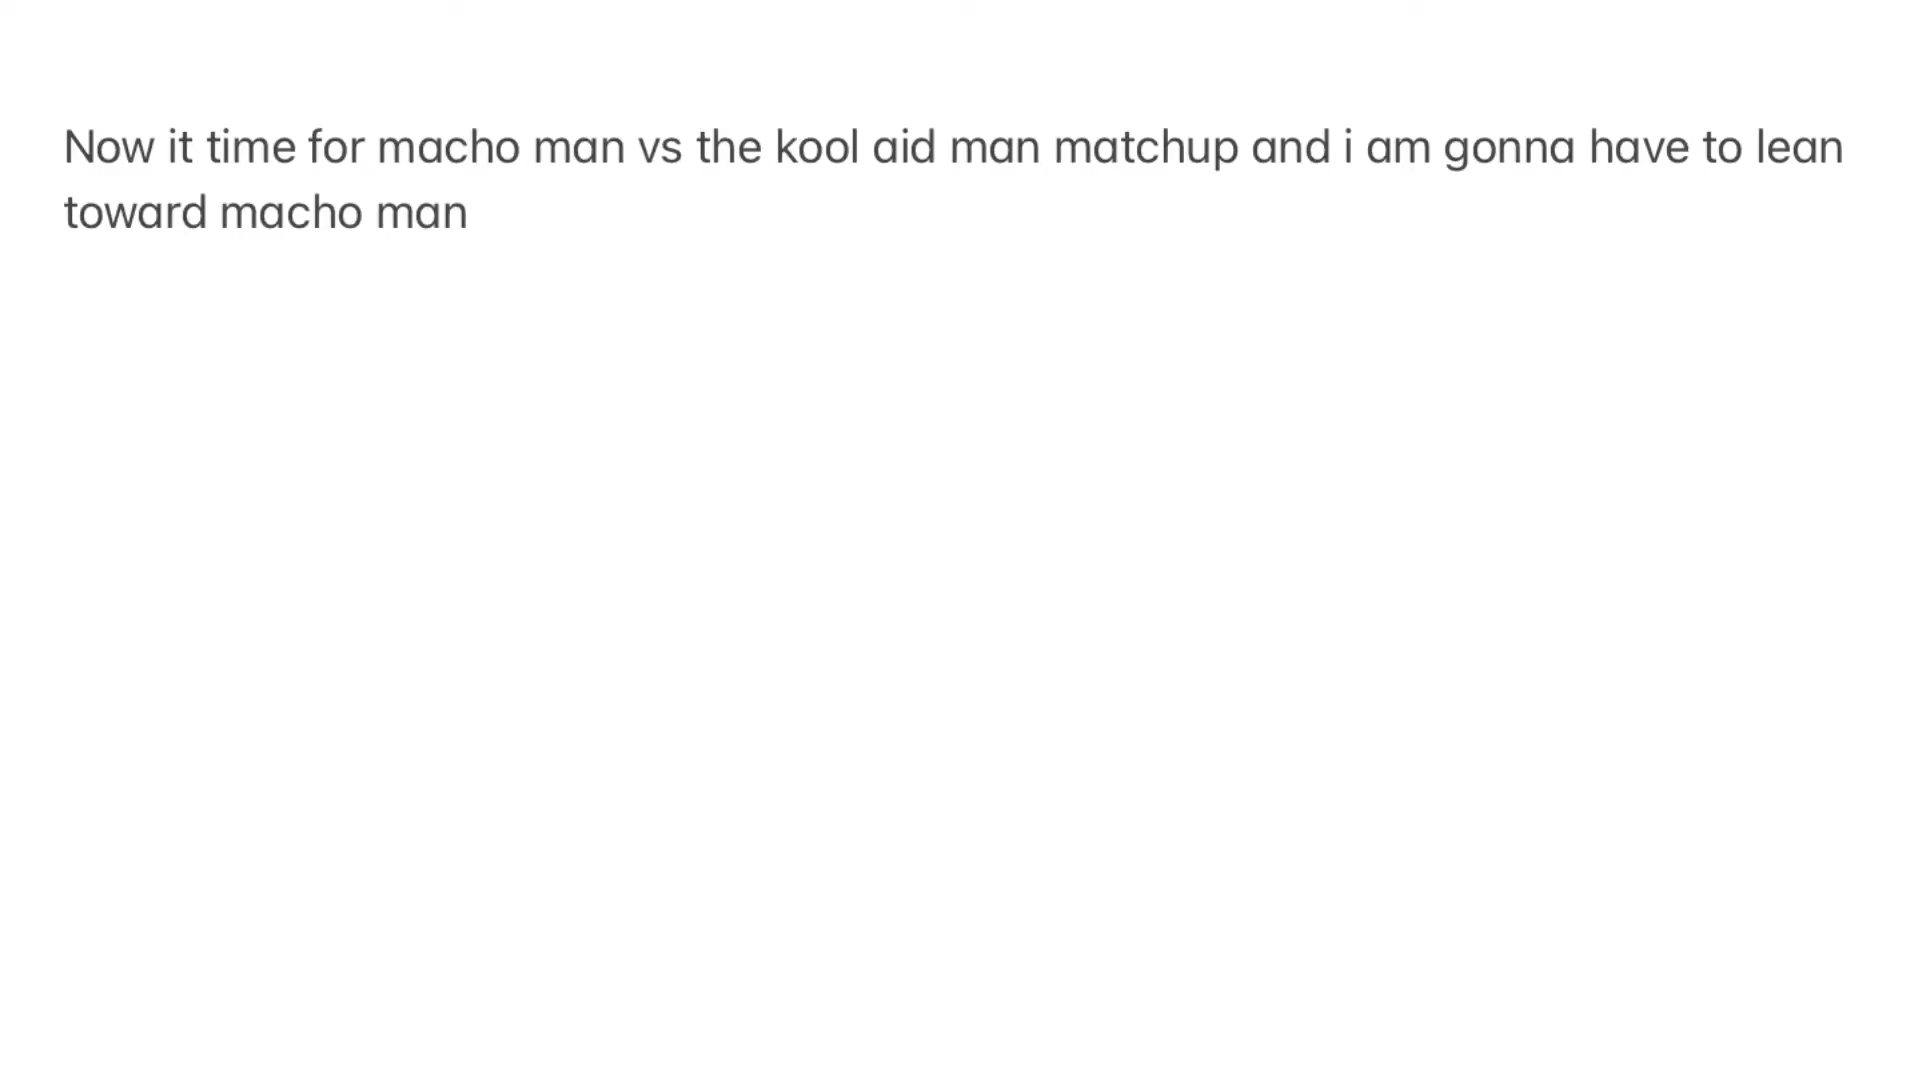 Now it time for macho man vs the kool aid man matchup and i am gonna have to lean
toward macho man